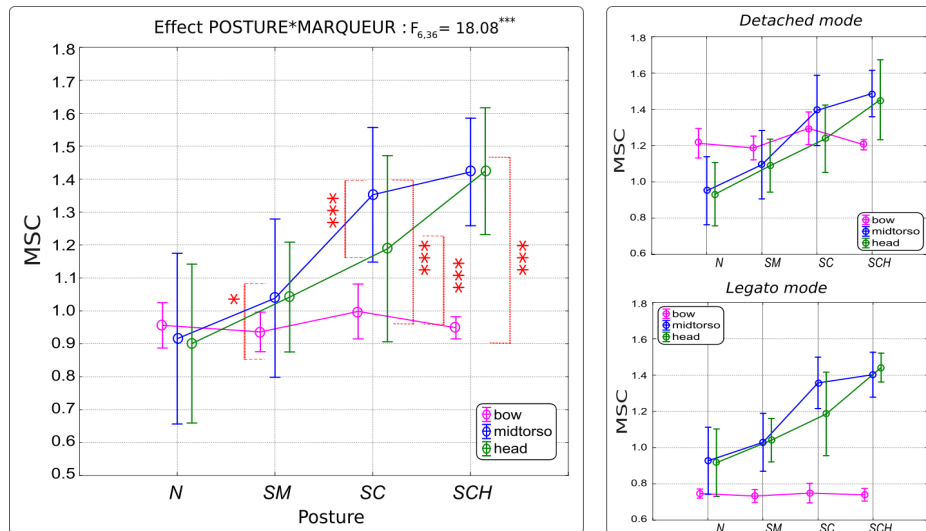 Effect POSTURE*MARQUEUR : F6,36= 18.08***
MSC
1.8
1.7
1.6
1.5
1.4
1.3
1.2
1.1
1.0
0.9
0.8
0.7
0.6
0.5
***
*
***
***
***
bow
midtorso
head
N SM SC SCH
Posture
Detached mode
MSC
1.8
1.6
1.4
1.2
1.0
0.8
0.6
bow
midtorso
head
N SM SC SCH
Legato mode
MSC
1.8
1.6
1.4
1.2
1.0
0.8
0.6
bow
midtorso
head
N SM SC SCH